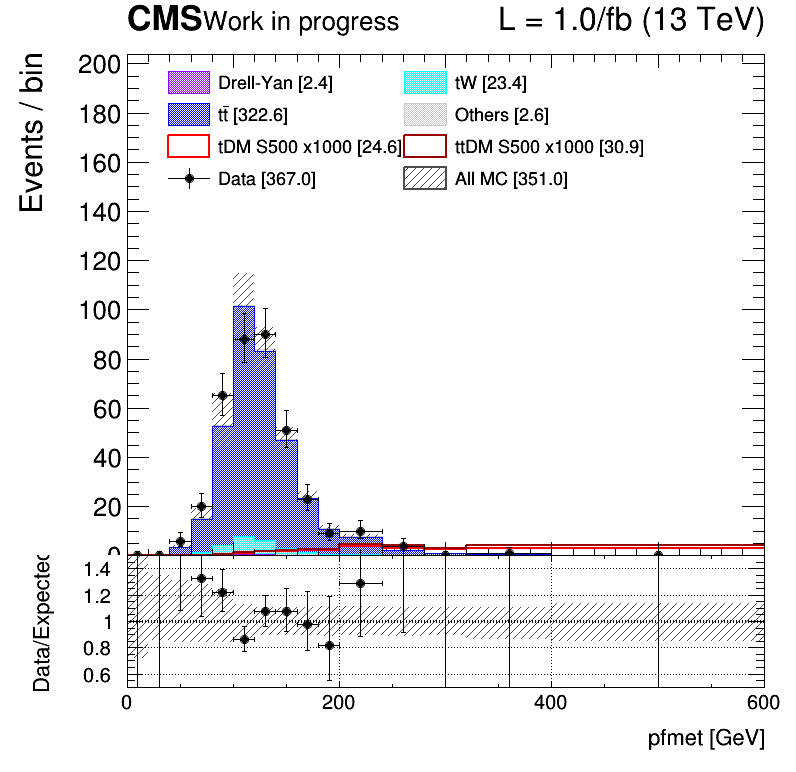 CMS Work in progress L = 1.0/fb (13 TeV)
Events / bin
200
180
160
140
120
100
80
60
40
20
0
Drell-Yan [2.4] tW [23.4]
tt̄ [322.6] Others [2.6]
tDM S500 x1000 [24.6] ttDM S500 x1000 [30.9]
Data [367.0] All MC [351.0]
Data/Expected
1.4
1.2
1
0.8
0.6
0 200 400 600
pfmet [GeV]